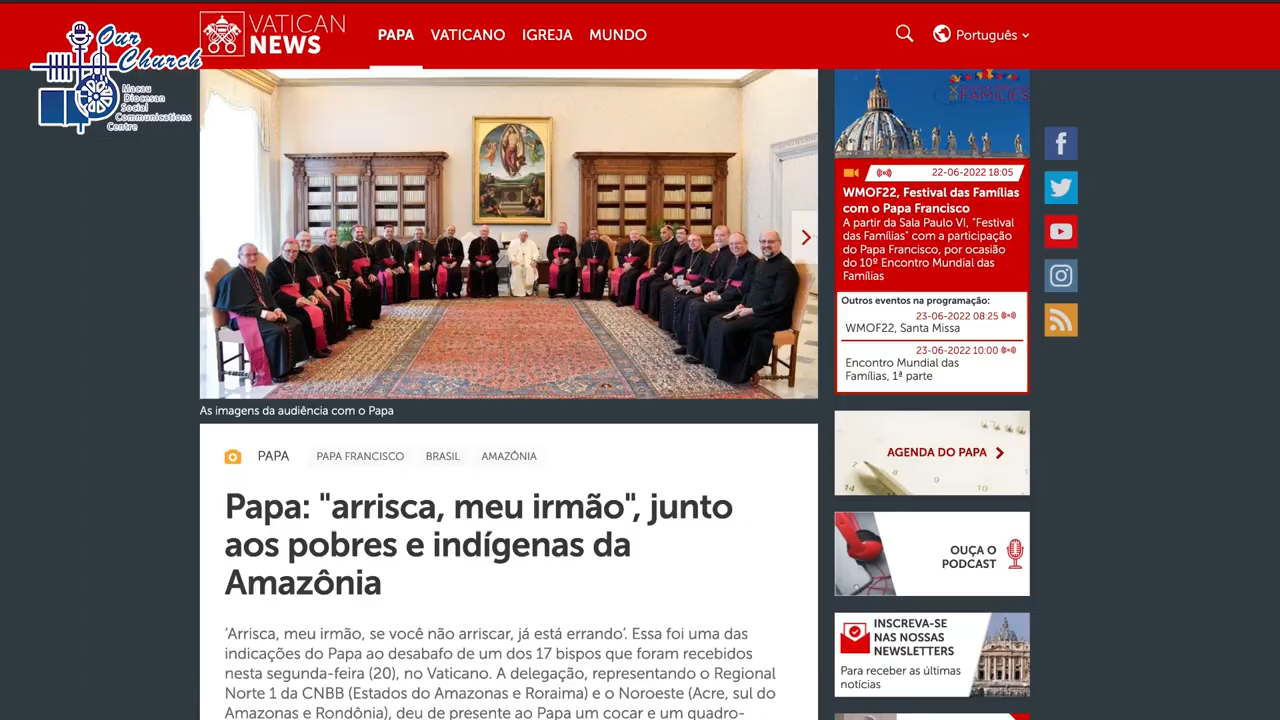 Our
Church
Macau
Diocesan
Social
Communications
Centre
VATICAN
NEWS
PAPA VATICANO IGREJA MUNDO
Português
FAMILIES
22-06-2022 18:05
WMOF22, Festival das Famílias
com o Papa Francisco
A partir da Sala Paulo VI, "Festival
das Famílias" com a participação
do Papa Francisco, por ocasião
do 10º Encontro Mundial das
Famílias
Outros eventos na programação:
23-06-2022 08:25
WMOF22, Santa Missa
23-06-2022 10:00
Encontro Mundial das
Famílias, 1ª parte
As imagens da audiência com o Papa
PAPA PAPA FRANCISCO BRASIL AMAZÔNIA
Papa: "arrisca, meu irmão", junto
aos pobres e indígenas da
Amazônia
‘Arrisca, meu irmão, se você não arriscar, já está errando’. Essa foi uma das
indicações do Papa ao desabafo de um dos 17 bispos que foram recebidos
nesta segunda-feira (20), no Vaticano. A delegação, representando o Regional
Norte 1 da CNBB (Estados do Amazonas e Roraima) e o Noroeste (Acre, sul do
Amazonas e Rondônia), deu de presente ao Papa um cocar e um quadro-
AGENDA DO PAPA
7
8
9
14
10
OUÇA O
PODCAST
INSCREVA-SE
NAS NOSSAS
NEWSLETTERS
Para receber as últimas
notícias